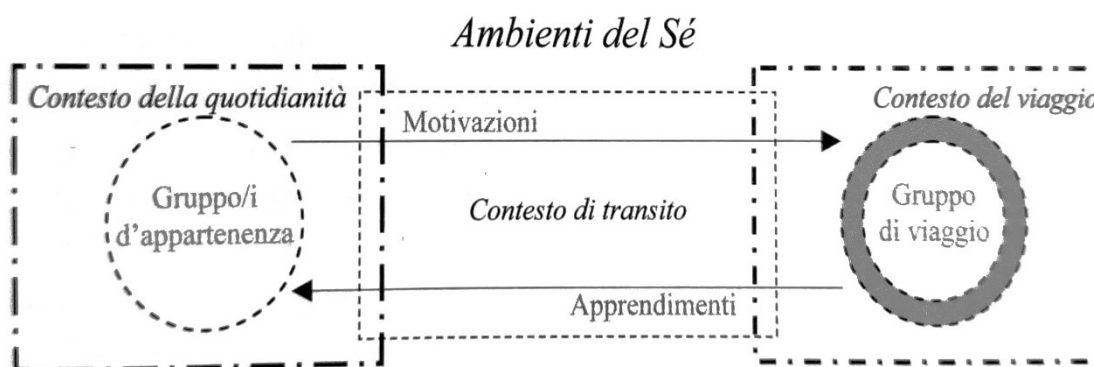 Ambienti del Sé
Contesto della quotidianità
Contesto del viaggio
Motivazioni
Gruppo/i
d'appartenenza
Contesto di transito
Gruppo
di viaggio
Apprendimenti